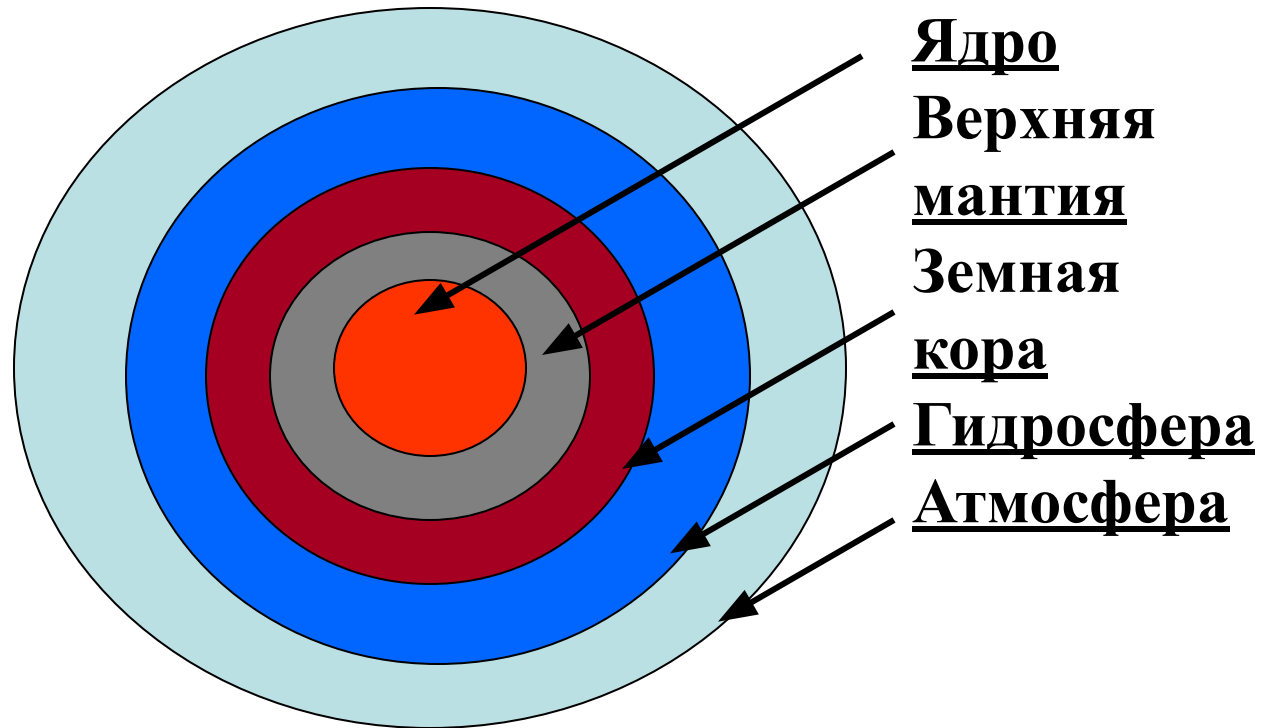 Ядро
Верхняя
мантия
Земная
кора
Гидросфера
Атмосфера